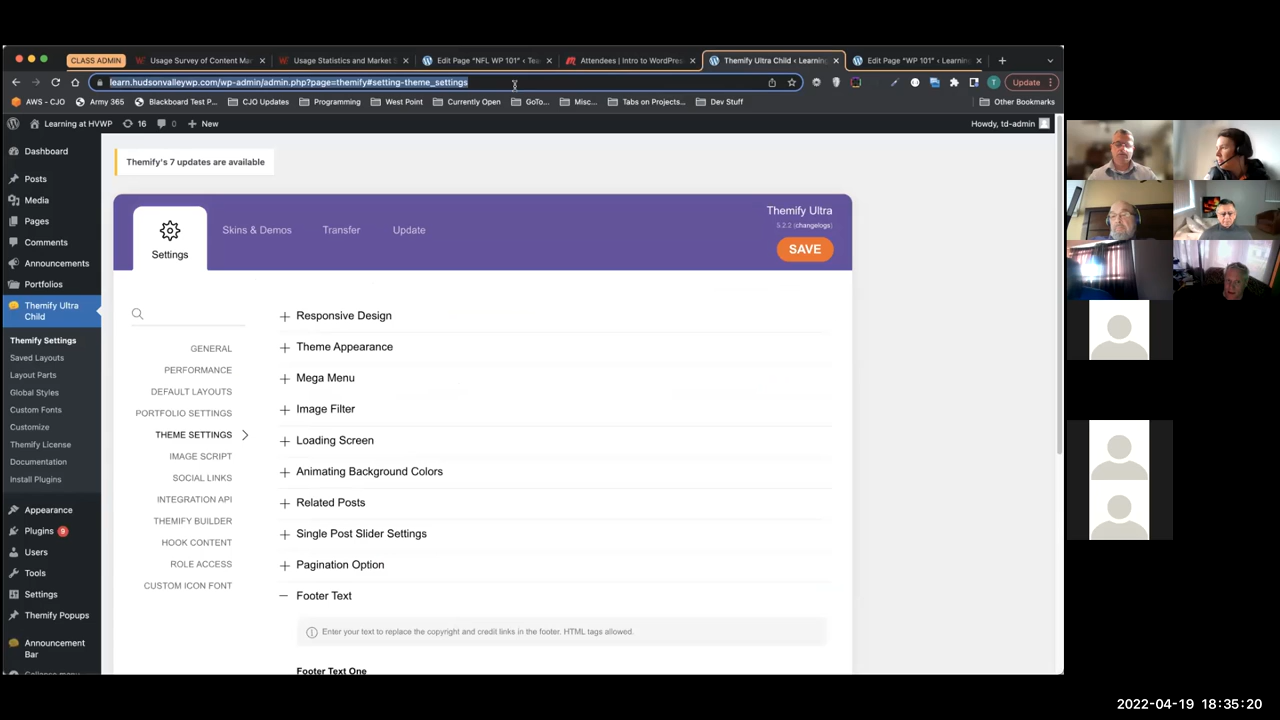 CLASS ADMIN
Usage Survey of Content Ma
Usage Statistics and Market S
Edit Page "NFL WP 101" < Tes
Attendees | Intro to WordPres
Themify Ultra Child < Learnin
Edit Page "WP 101" < Learning
learn.hudsonvalleywp.com/wp-admin/admin.php?page=themify#setting-theme_settings
T
Update
AWS - CJO
Army 365
Blackboard Test P...
CJO Updates
Programming
West Point
Currently Open
GoTo...
Misc...
Tabs on Projects...
Dev Stuff
Other Bookmarks
Learning at HVWP
16
0
+ New
Howdy, td-admin
Dashboard
Posts
Media
Pages
Comments
Announcements
Portfolios
Themify Ultra
Child
Themify Settings
Saved Layouts
Layout Parts
Global Styles
Custom Fonts
Customize
Themify License
Documentation
Install Plugins
Appearance
Plugins 9
Users
Tools
Settings
Themify Popups
Announcement
Bar
Collapse menu
Themify's 7 updates are available
Settings
Skins & Demos
Transfer
Update
Themify Ultra
5.2.2 (changelogs)
SAVE
GENERAL
PERFORMANCE
DEFAULT LAYOUTS
PORTFOLIO SETTINGS
THEME SETTINGS
IMAGE SCRIPT
SOCIAL LINKS
INTEGRATION API
THEMIFY BUILDER
HOOK CONTENT
ROLE ACCESS
CUSTOM ICON FONT
Responsive Design
Theme Appearance
Mega Menu
Image Filter
Loading Screen
Animating Background Colors
Related Posts
Single Post Slider Settings
Pagination Option
Footer Text
Enter your text to replace the copyright and credit links in the footer. HTML tags allowed.
Footer Text One
2022-04-19 18:35:20